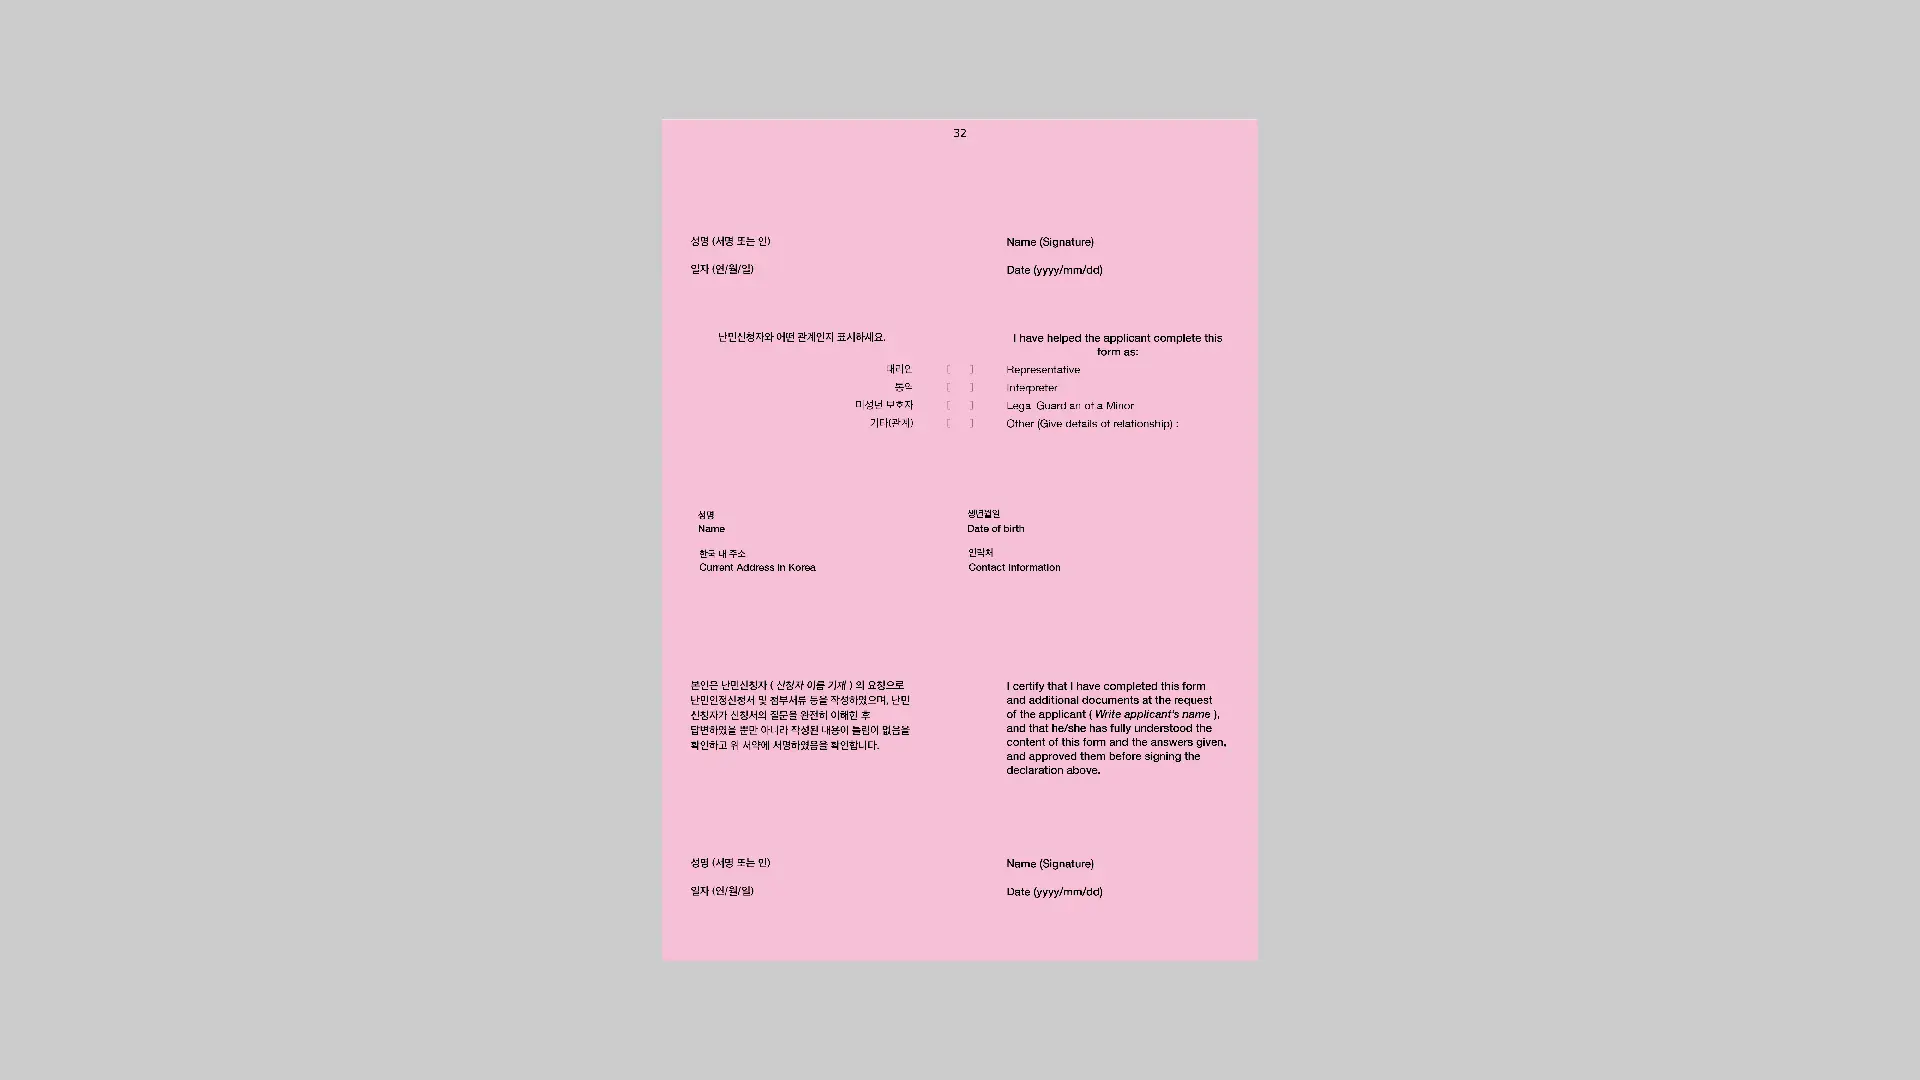 32
성명 (서명 또는 인)
Name (Signature)
일자 (연/월/일)
Date (yyyy/mm/dd)
난민신청자와 어떤 관계인지 표시하세요.
I have helped the applicant complete this
form as:
대리인 [ ] Representative
통역 [ ] Interpreter
미성년 보호자 [ ] Legal Guardian of a Minor
기타(관계) [ ] Other (Give details of relationship) :
성명
Name
생년월일
Date of birth
한국 내 주소
Current Address in Korea
연락처
Contact Information
본인은 난민신청자 ( 신청자 이름 기재 ) 의 요청으로
난민인정신청서 및 첨부서류 등을 작성하였으며, 난민
신청자가 신청서의 질문을 완전히 이해한 후
답변하였을 뿐만 아니라 작성된 내용이 틀림이 없음을
확인하고 위 서약에 서명하였음을 확인합니다.
I certify that I have completed this form
and additional documents at the request
of the applicant ( Write applicant's name ),
and that he/she has fully understood the
content of this form and the answers given,
and approved them before signing the
declaration above.
성명 (서명 또는 인)
Name (Signature)
일자 (연/월/일)
Date (yyyy/mm/dd)